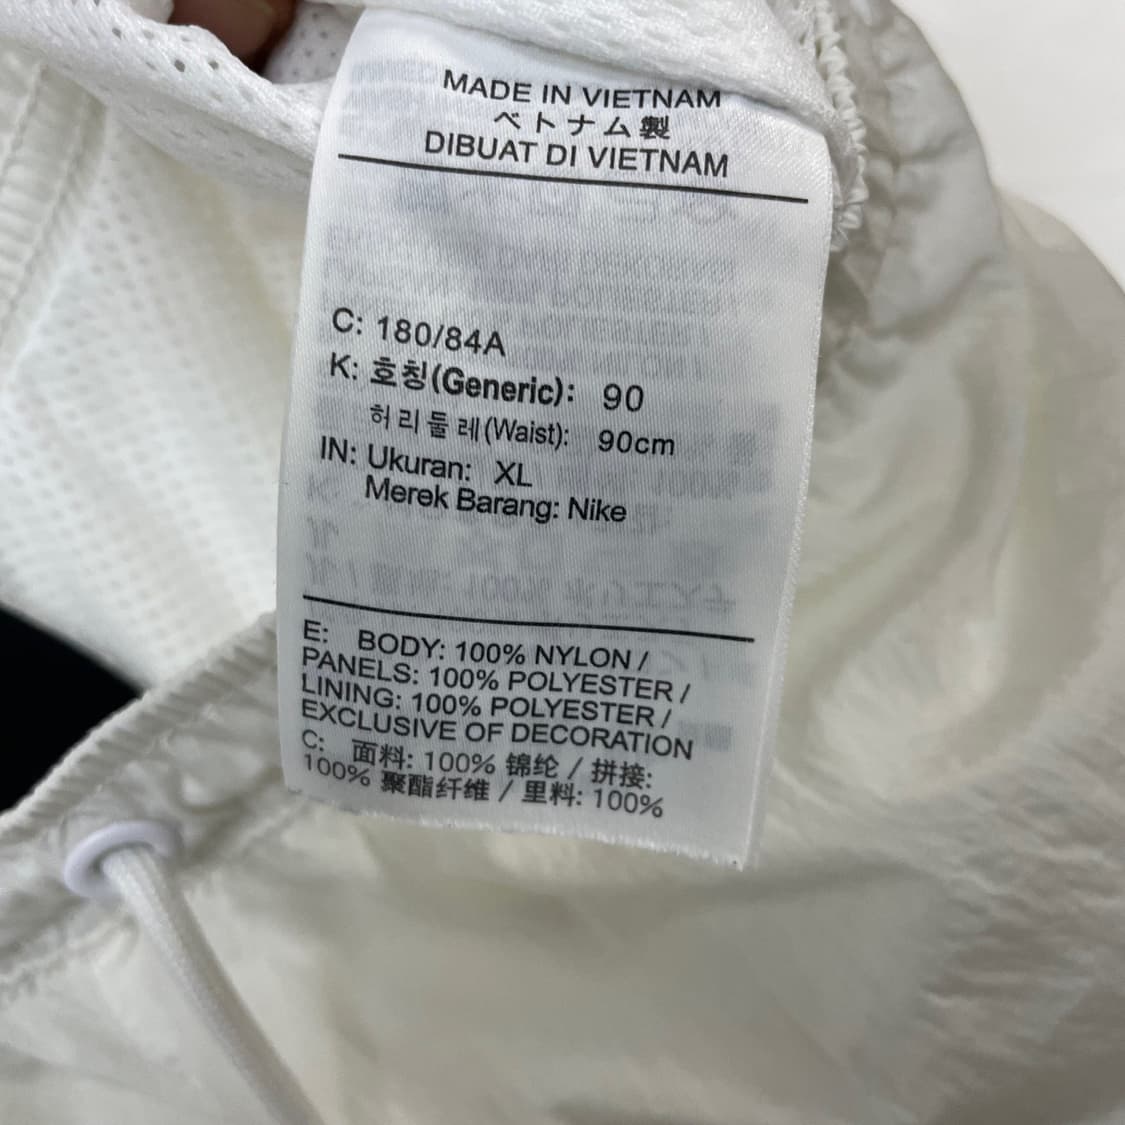 MADE IN VIETNAM
ベトナム製
DIBUAT DI VIETNAM
C: 180/84A
K: 호칭(Generic): 90
허리둘레(Waist): 90cm
IN: Ukuran: XL
Merek Barang: Nike
E: BODY: 100% NYLON /
PANELS: 100% POLYESTER /
LINING: 100% POLYESTER /
EXCLUSIVE OF DECORATION
C: 面料: 100% 锦纶 / 拼接:
100% 聚酯纤维 / 里料: 100%